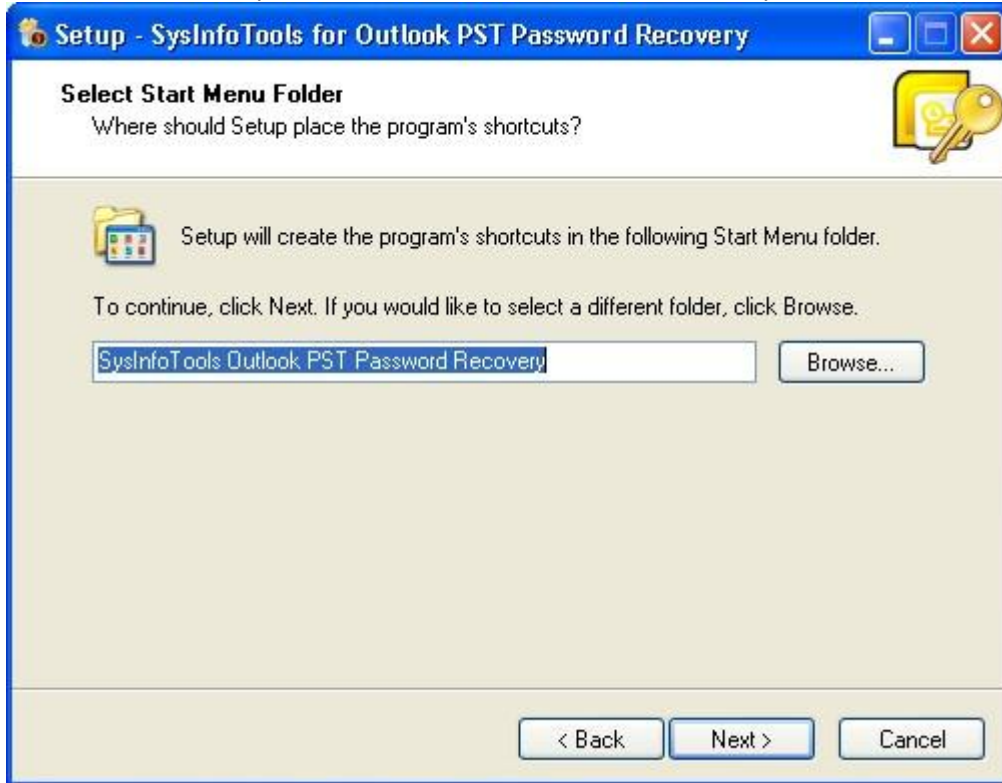 Setup - SysInfoTools for Outlook PST Password Recovery
Select Start Menu Folder
Where should Setup place the program's shortcuts?
Setup will create the program's shortcuts in the following Start Menu folder.
To continue, click Next. If you would like to select a different folder, click Browse.
SysInfoTools Outlook PST Password Recovery
Browse...
< Back
Next >
Cancel